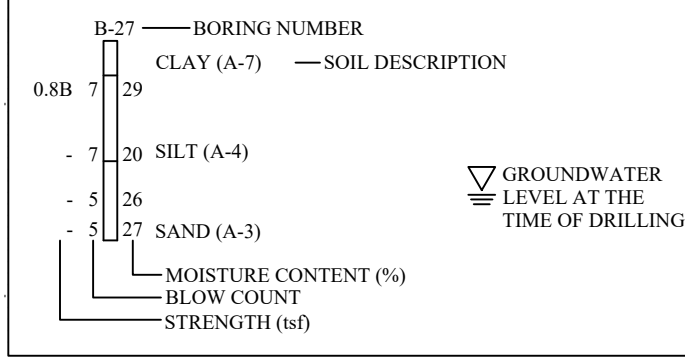 B-27 BORING NUMBER
CLAY (A-7) SOIL DESCRIPTION
0.8B 7 29
- 7 20 SILT (A-4)
GROUNDWATER
- 5 26 LEVEL AT THE
TIME OF DRILLING
- 5 27 SAND (A-3)
MOISTURE CONTENT (%)
BLOW COUNT
STRENGTH (tsf)